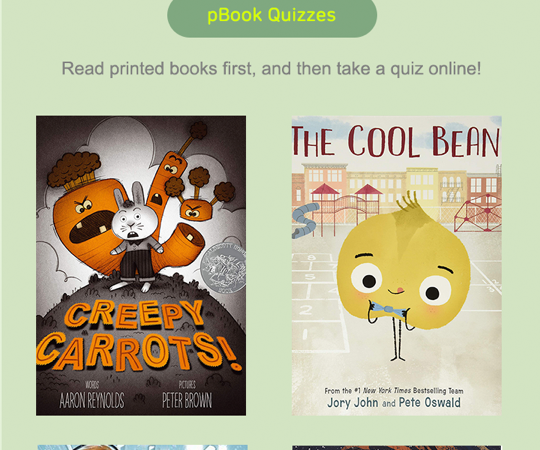 pBook Quizzes
Read printed books first, and then take a quiz online!
CREEPY
CARROTS!
WORDS
AARON REYNOLDS
PICTURES
PETER BROWN
THE COOL BEAN
From the #1 New York Times Bestselling Team
Jory John and Pete Oswald